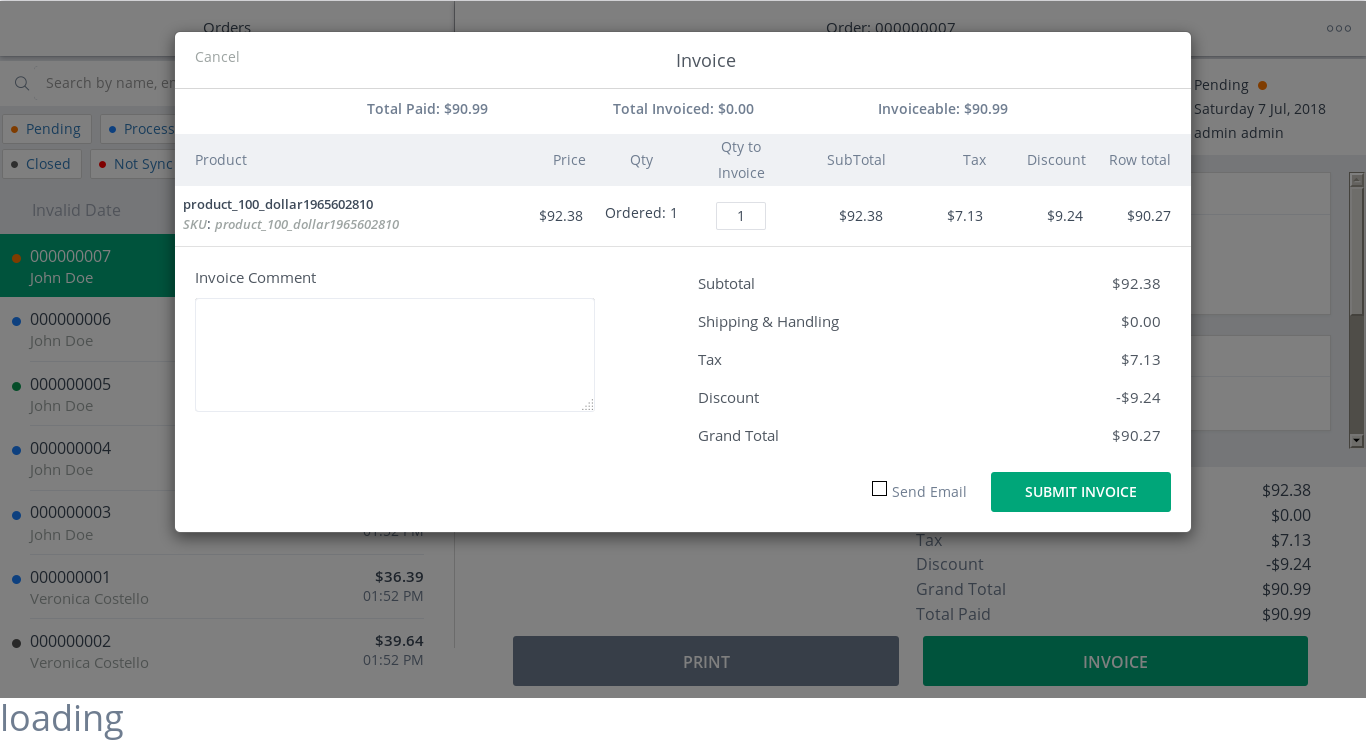 Orders
Order: 000000007
Cancel
Invoice
Search by name, em
Pending
Total Paid: $90.99 Total Invoiced: $0.00 Invoiceable: $90.99
Saturday 7 Jul, 2018
Pending Process
admin admin
Closed Not Sync
Product Price Qty Qty to Invoice SubTotal Tax Discount Row total
Invalid Date
product_100_dollar1965602810
SKU: product_100_dollar1965602810
$92.38 Ordered: 1 1 $92.38 $7.13 $9.24 $90.27
000000007
John Doe
Invoice Comment
Subtotal $92.38
Shipping & Handling $0.00
Tax $7.13
Discount -$9.24
Grand Total $90.27
Send Email SUBMIT INVOICE
000000006
John Doe
000000005
John Doe
000000004
John Doe
000000003
John Doe 01:52 PM
000000001 $36.39
Veronica Costello 01:52 PM
000000002 $39.64
Veronica Costello 01:52 PM
$92.38
$0.00
Tax $7.13
Discount -$9.24
Grand Total $90.99
Total Paid $90.99
PRINT INVOICE
loading